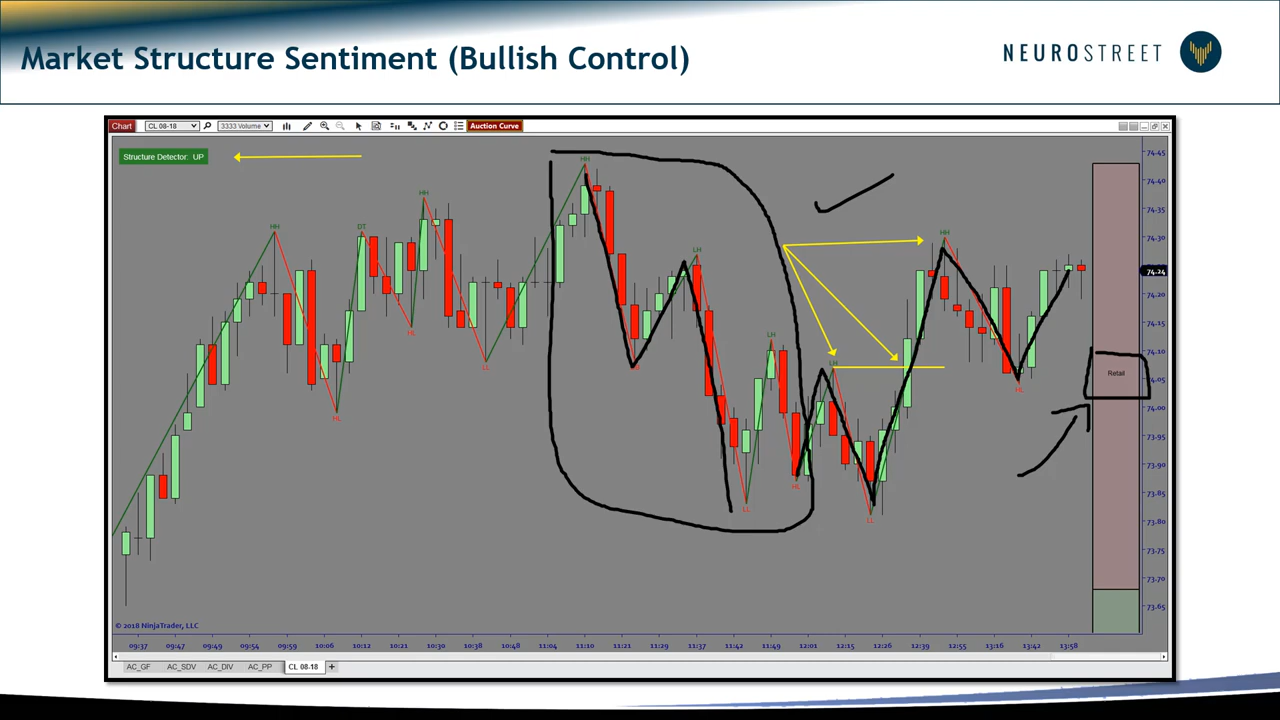 Market Structure Sentiment (Bullish Control)
NEUROSTREET
Chart
CL 08-18
3333 Volume
Auction Curve
Structure Detector: UP
HH
HL
DT
HL
HH
LL
HH
LH
LL
LH
HL
LH
LL
HH
HL
Retail
74.45
74.40
74.35
74.30
74.24
74.20
74.15
74.10
74.05
74.00
73.95
73.90
73.85
73.80
73.75
73.70
73.65
© 2018 NinjaTrader, LLC
09:37 09:47 09:49 09:54 09:59 10:06 10:12 10:21 10:30 10:38 10:48 11:04 11:10 11:21 11:29 11:37 11:42 11:49 12:01 12:18 12:26 12:39 12:55 13:16 13:42 13:58
AC_GF AC_SDV AC_DIV AC_PP CL 08-18 +